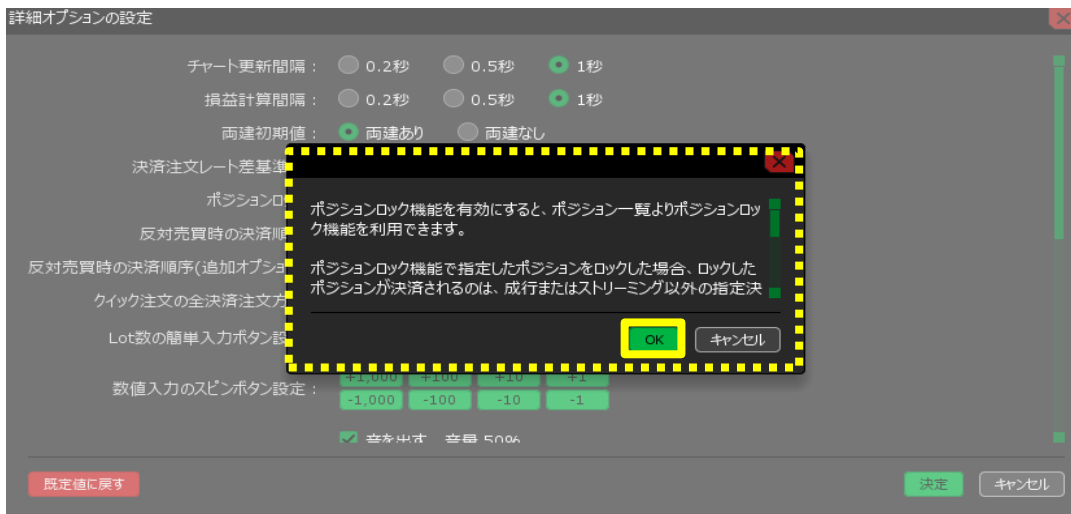 詳細オプションの設定
チャート更新間隔： 0.2秒 0.5秒 1秒
損益計算間隔： 0.2秒 0.5秒 1秒
両建初期値： 両建あり 両建なし
決済注文レート差基準
ポジションロ
反対売買時の決済順
反対売買時の決済順序(追加オプショ
クイック注文の全決済注文方
Lot数の簡単入力ボタン設
ポジションロック機能を有効にすると、ポジション一覧よりポジションロッ
ク機能を利用できます。
ポジションロック機能で指定したポジションをロックした場合、ロックした
ポジションが決済されるのは、成行またはストリーミング以外の指定決
OK キャンセル
数値入力のスピンボタン設定： +1,000 +100 +10 +1
-1,000 -100 -10 -1
音を出す 音量 50%
既定値に戻す 決定 キャンセル